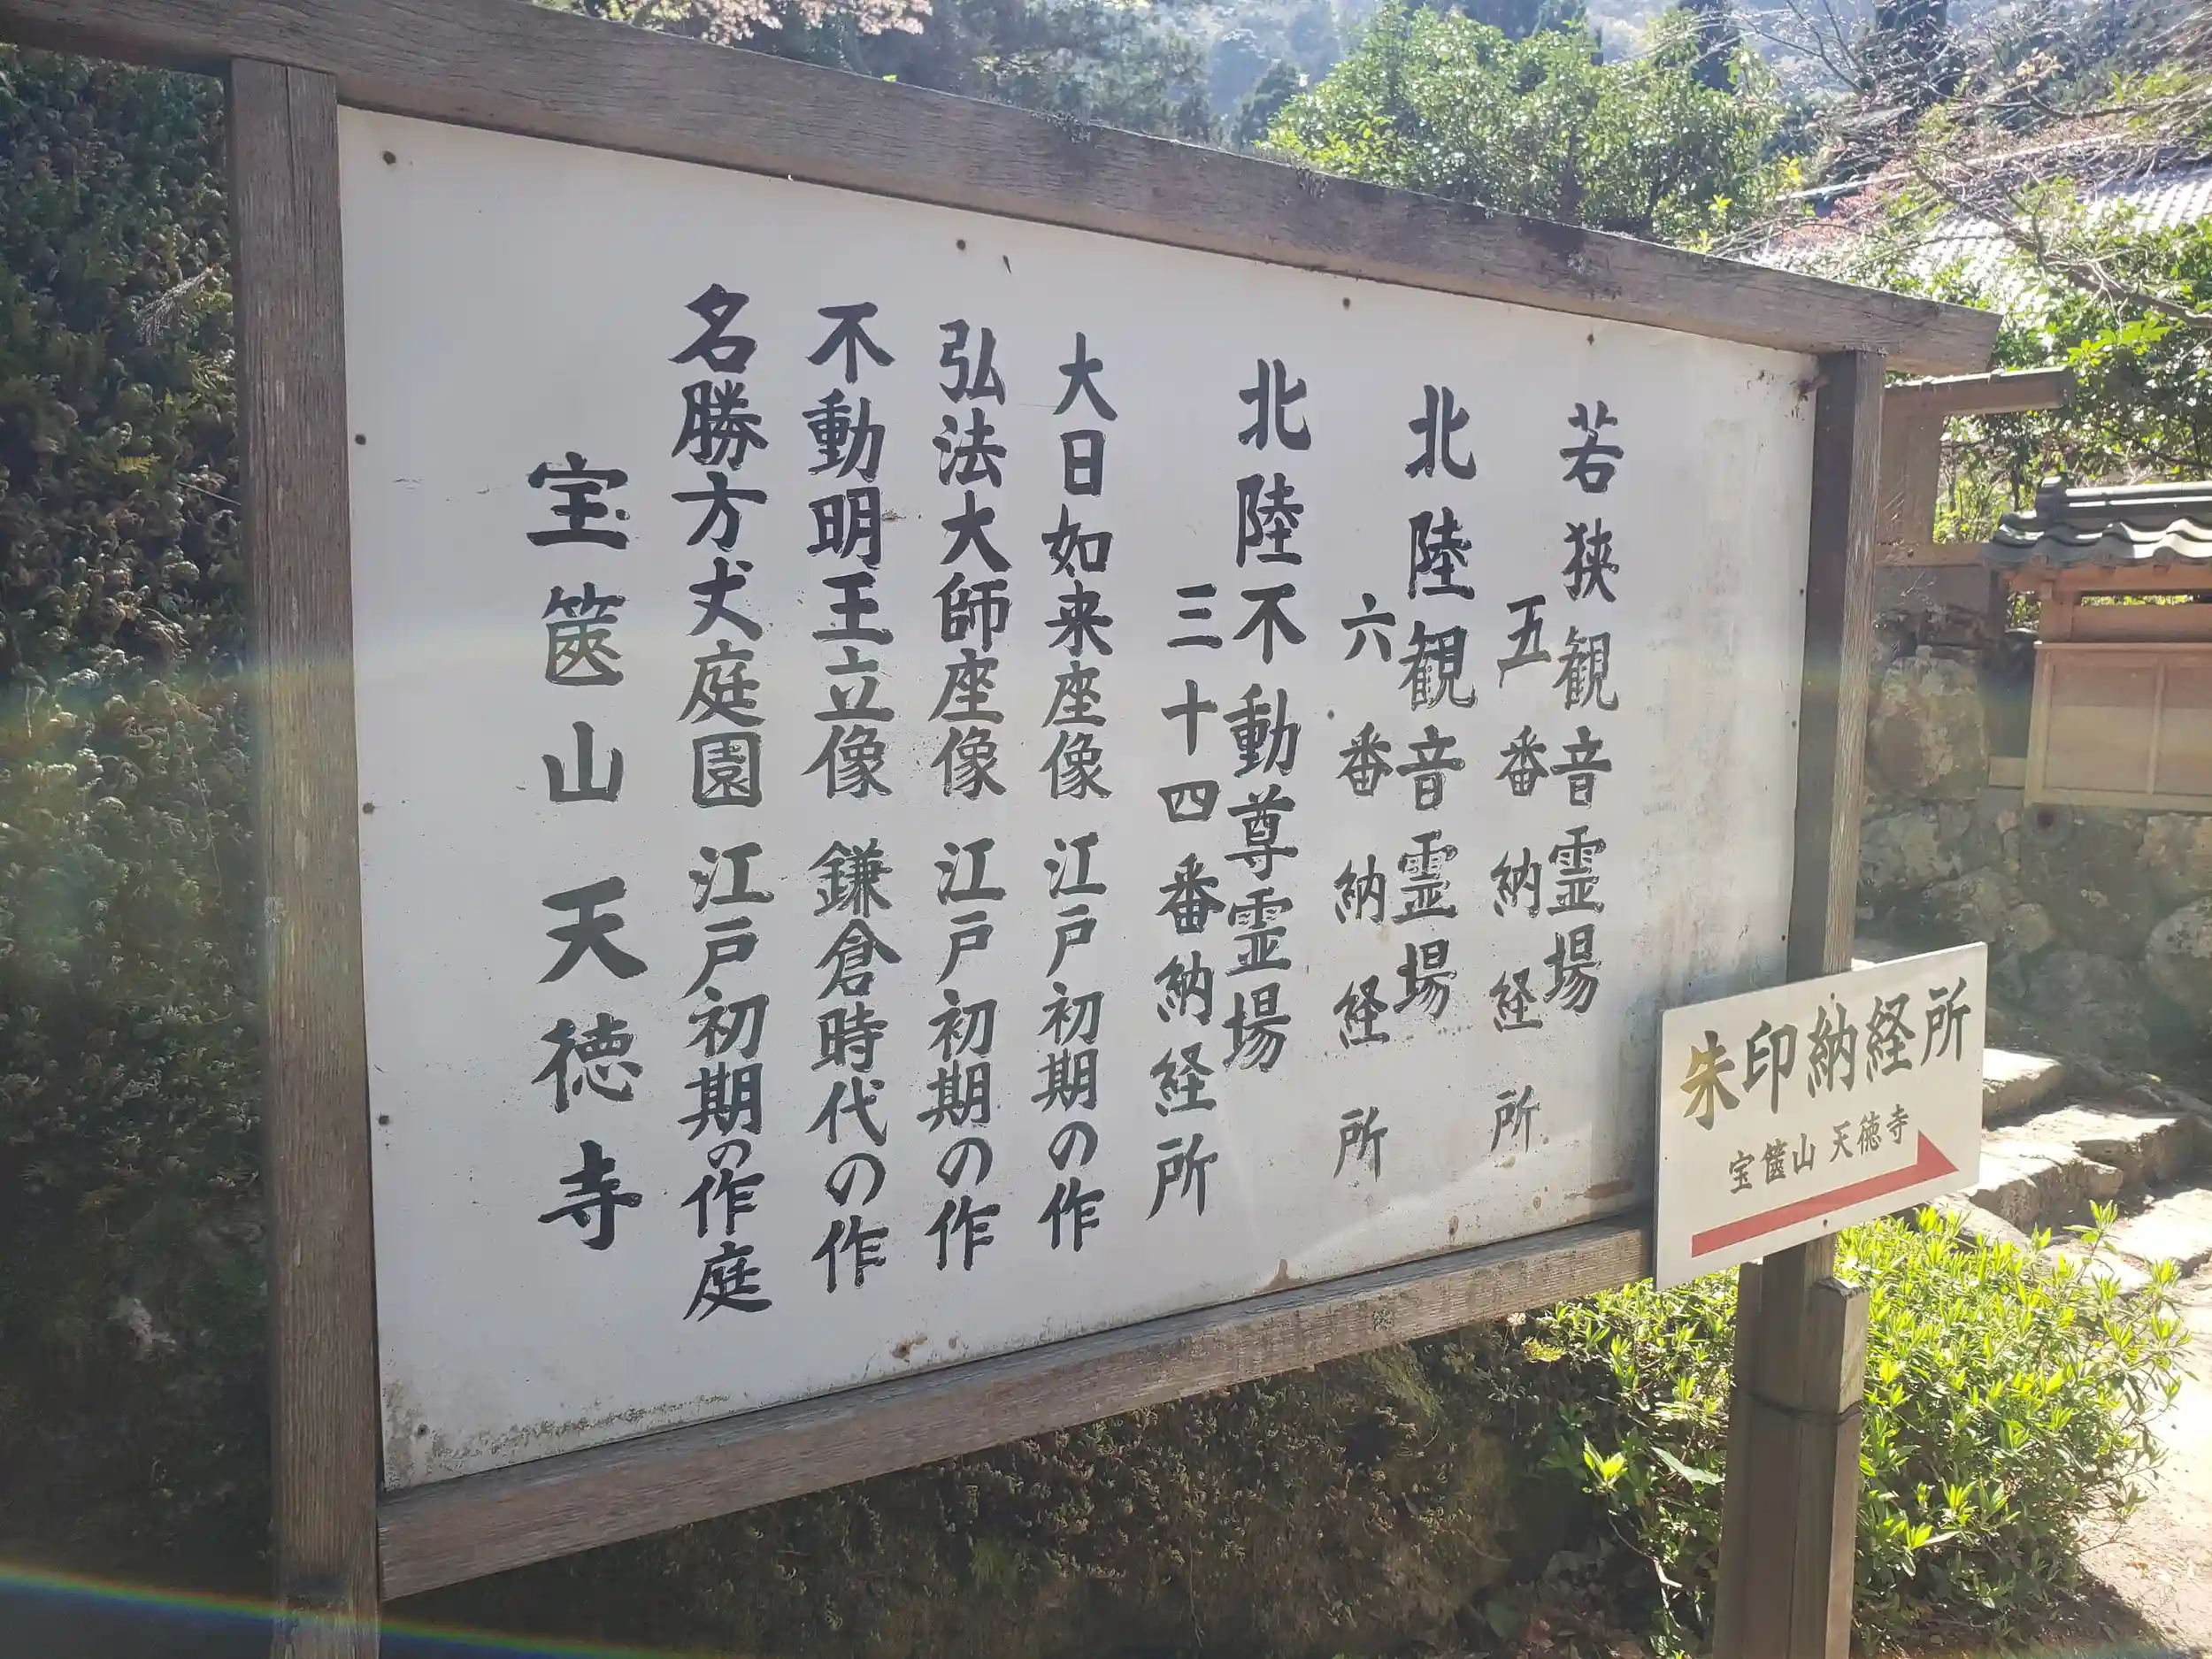 若狭観音霊場
五番納経所
北陸観音霊場
六番納経所
北陸不動尊霊場
三十四番納経所
大日如来座像 江戸初期の作
弘法大師座像 江戸初期の作
不動明王立像 鎌倉時代の作
名勝方丈庭園 江戸初期の作庭
宝篋山 天徳寺
朱印納経所
宝篋山 天徳寺